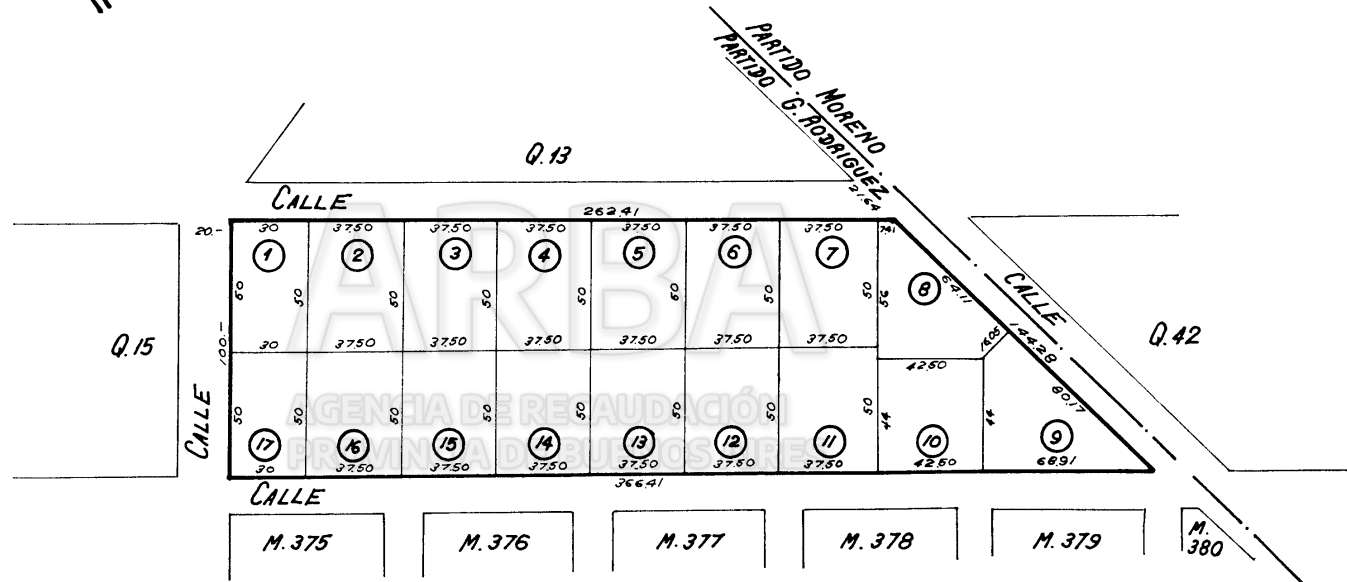 PARTIDO MORENO
PARTIDO G. RODRIGUEZ
Q.13
21.64
CALLE
262.41
20.-
30 37.50 37.50 37.50 37.50 37.50 37.50 7.41
1 2 3 4 5 6 7 8
50 50 50 50 50 50 50 50 56
64.11
CALLE
144.28
Q.15
100.-
30 37.50 37.50 37.50 37.50 37.50 37.50
16.05
42.50
Q.42
80.17
ARBA
AGENCIA DE RECAUDACIÓN
PROVINCIA DE BUENOS AIRES
CALLE
50 50 50 50 50 50 50 50 44 44
17 16 15 14 13 12 11 10 9
30 37.50 37.50 37.50 37.50 37.50 37.50 42.50 68.91
366.41
CALLE
M. 375 M. 376 M. 377 M. 378 M. 379 M. 380